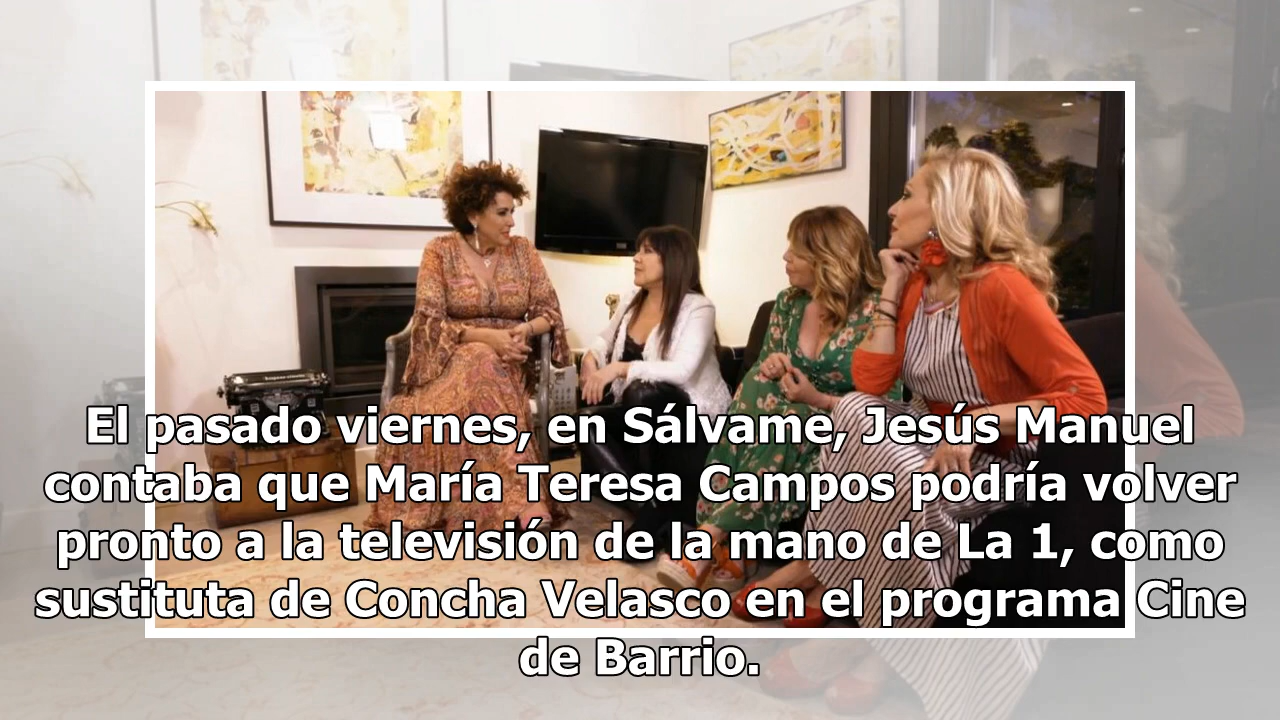 El pasado viernes, en Sálvame, Jesús Manuel
contaba que María Teresa Campos podría volver
pronto a la televisión de la mano de La 1, como
sustituta de Concha Velasco en el programa Cine
de Barrio.